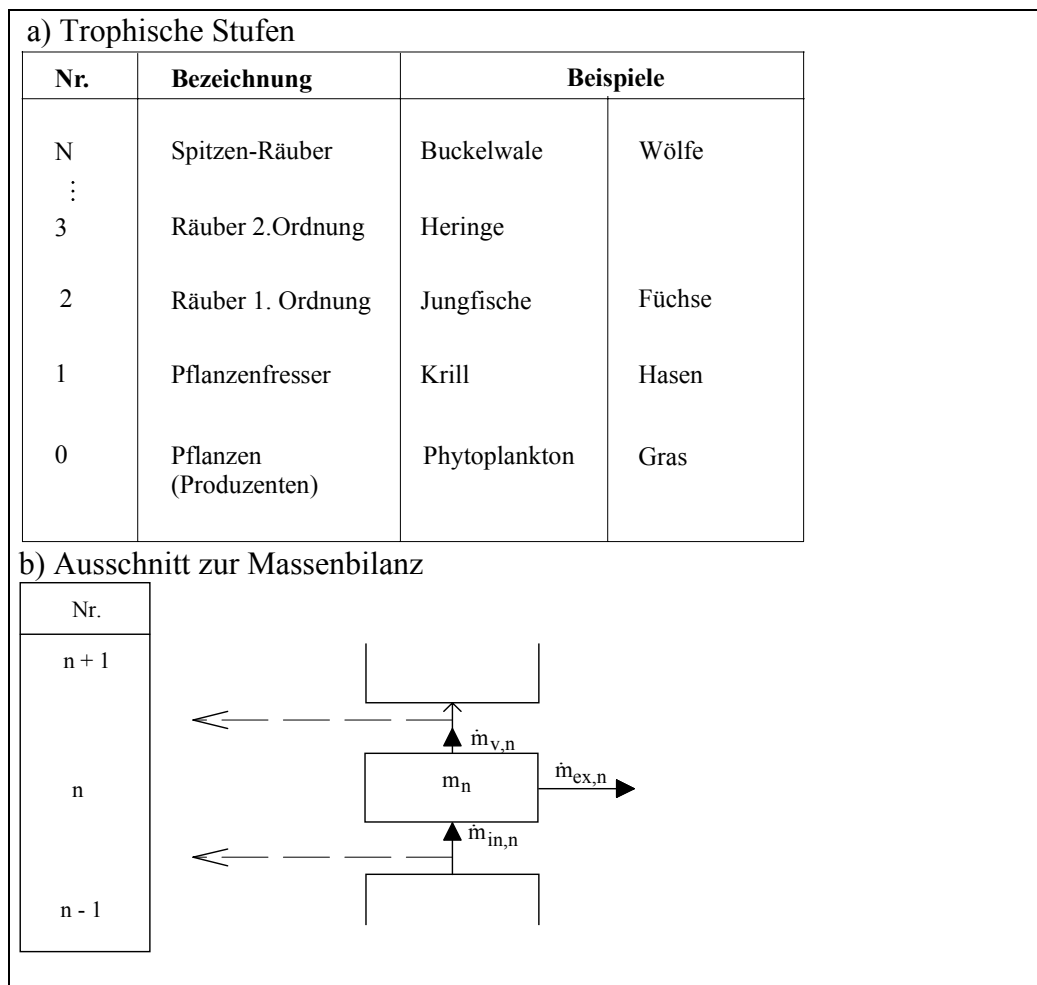 a) Trophische Stufen
Nr. Bezeichnung Beispiele
N Spitzen-Räuber Buckelwale Wölfe
⋮
3 Räuber 2.Ordnung Heringe
2 Räuber 1. Ordnung Jungfische Füchse
1 Pflanzenfresser Krill Hasen
0 Pflanzen Phytoplankton Gras
(Produzenten)
b) Ausschnitt zur Massenbilanz
Nr.
n + 1
ṁv,n
n mn ṁex,n
ṁin,n
n - 1